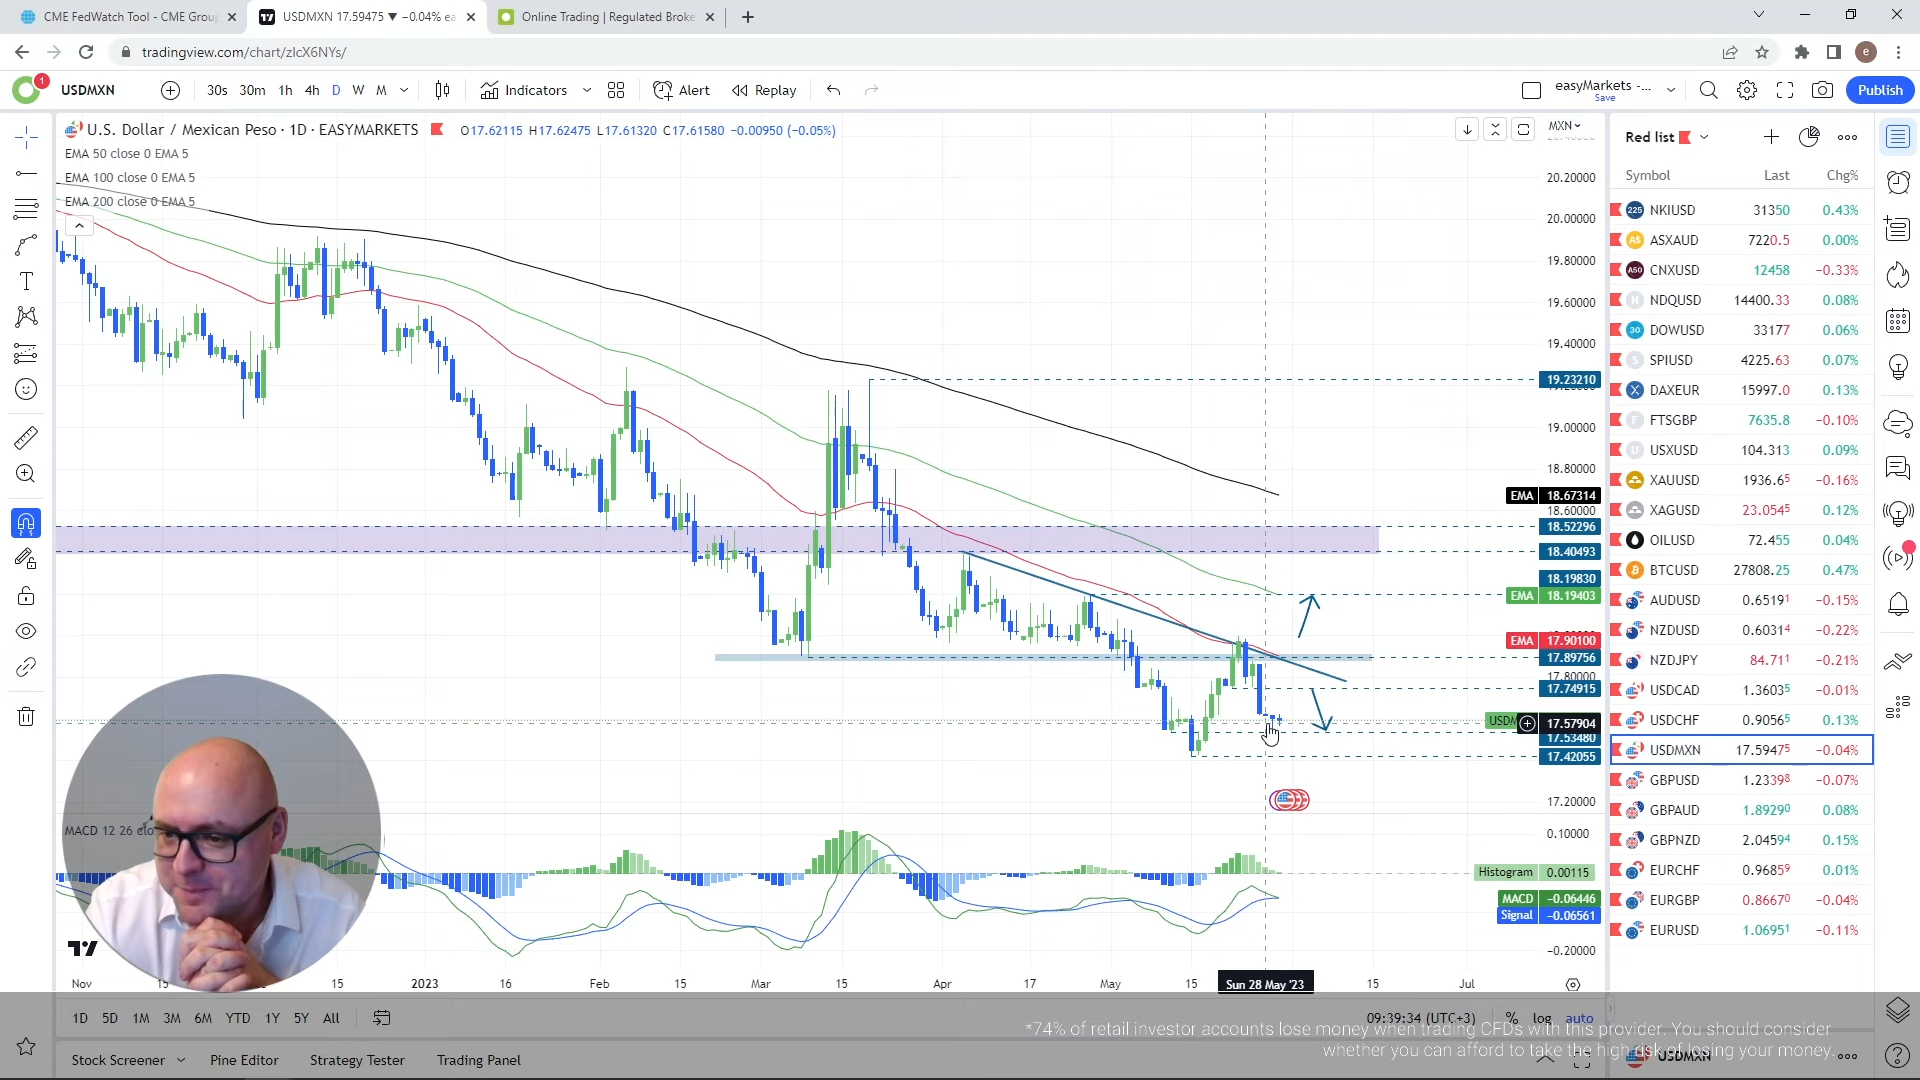 CME FedWatch Tool - CME Grou
USDMXN 17.59475 ▼ −0.04% ea
Online Trading | Regulated Broke
tradingview.com/chart/zIcX6NYs/
e
1
USDMXN
30s 30m 1h 4h D W M
Indicators
Alert
Replay
easyMarkets -...
Save
Publish
U.S. Dollar / Mexican Peso · 1D · EASYMARKETS
O17.62115 H17.62475 L17.61320 C17.61580 −0.00950 (−0.05%)
MXN
EMA 50 close 0 EMA 5
EMA 100 close 0 EMA 5
EMA 200 close 0 EMA 5
20.20000
20.00000
19.80000
19.60000
19.40000
19.23210
19.00000
18.80000
EMA 18.67314
18.60000
18.52296
18.40493
18.19830
EMA 18.19403
EMA 17.90100
17.89756
17.80000
17.74915
USDM 17.57904
17.53480
17.42055
17.20000
MACD 12 26 clo
0.10000
Histogram 0.00115
MACD −0.06446
Signal −0.06561
−0.20000
Nov 15 15 2023 16 Feb 15 Mar 15 Apr 17 May 15 Sun 28 May '23 15 Jul
Red list
Symbol Last Chg%
225 NKIUSD 31350 0.43%
AS ASXAUD 7220.5 0.00%
A50 CNXUSD 12458 −0.33%
N NDQUSD 14400.33 0.08%
30 DOWUSD 33177 0.06%
S SPIUSD 4225.63 0.07%
X DAXEUR 15997.0 0.13%
F FTSGBP 7635.8 −0.10%
U USXUSD 104.313 0.09%
XAUUSD 1936.65 −0.16%
XAGUSD 23.0545 0.12%
OILUSD 72.455 0.04%
BTCUSD 27808.25 0.47%
AUDUSD 0.65191 −0.15%
NZDUSD 0.60314 −0.22%
NZDJPY 84.711 −0.21%
USDCAD 1.36035 −0.01%
USDCHF 0.90565 0.13%
USDMXN 17.59475 −0.04%
GBPUSD 1.23398 −0.07%
GBPAUD 1.89290 0.08%
GBPNZD 2.04594 0.15%
EURCHF 0.96859 0.01%
EURGBP 0.86670 −0.04%
EURUSD 1.06951 −0.11%
1D 5D 1M 3M 6M YTD 1Y 5Y All
09:39:34 (UTC+3) % log auto
*74% of retail investor accounts lose money when trading CFDs with this provider. You should consider
whether you can afford to take the high risk of losing your money.
Stock Screener Pine Editor Strategy Tester Trading Panel
USDMXN